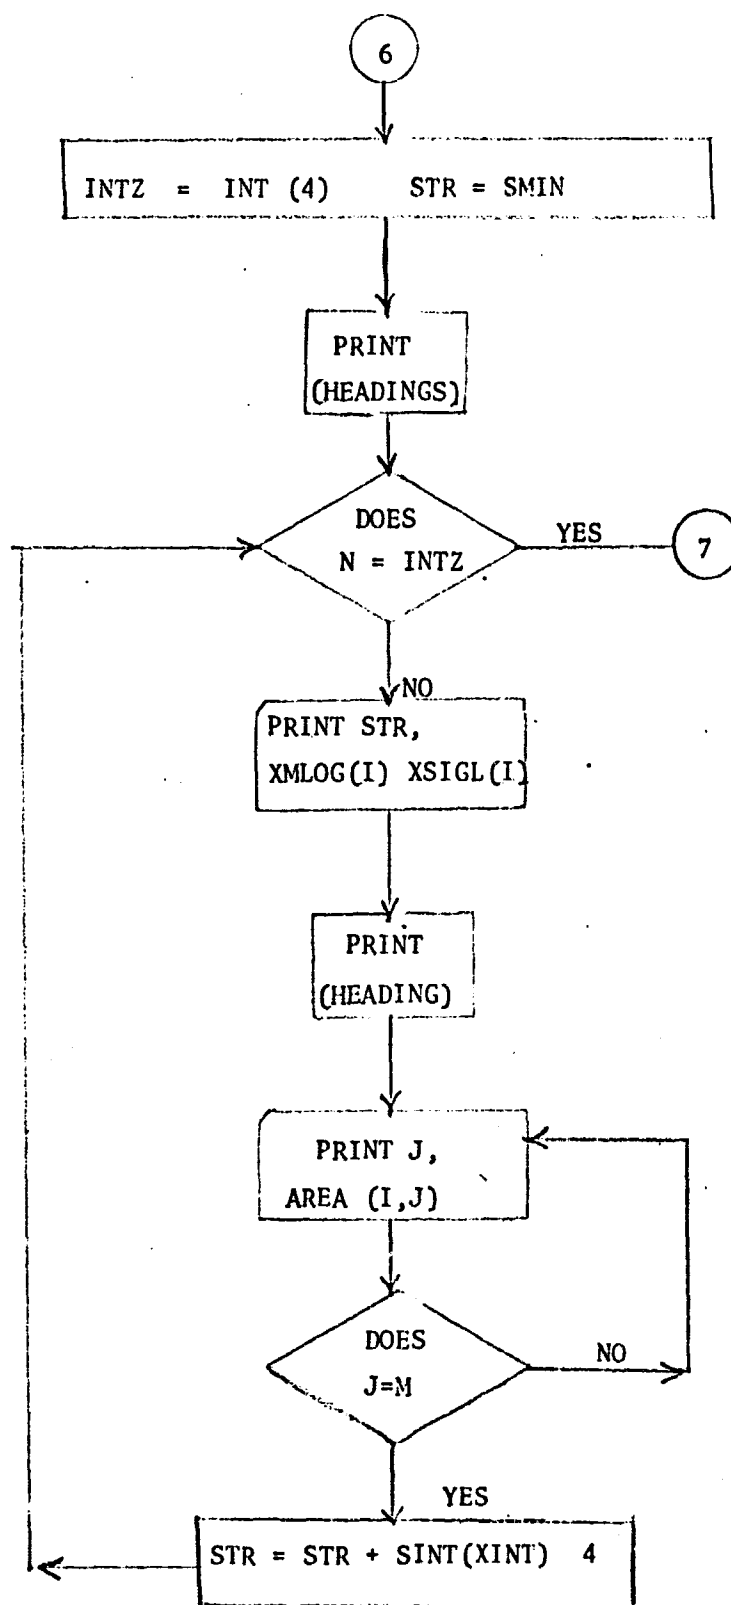 6
INTZ = INT (4) STR = SMIN
PRINT
(HEADINGS)
DOES
N = INTZ
YES
7
NO
PRINT STR,
XMLOG(I) XSIGL(I)
PRINT
(HEADING)
PRINT J,
AREA (I,J)
DOES
J=M
NO
YES
STR = STR + SINT(XINT) 4